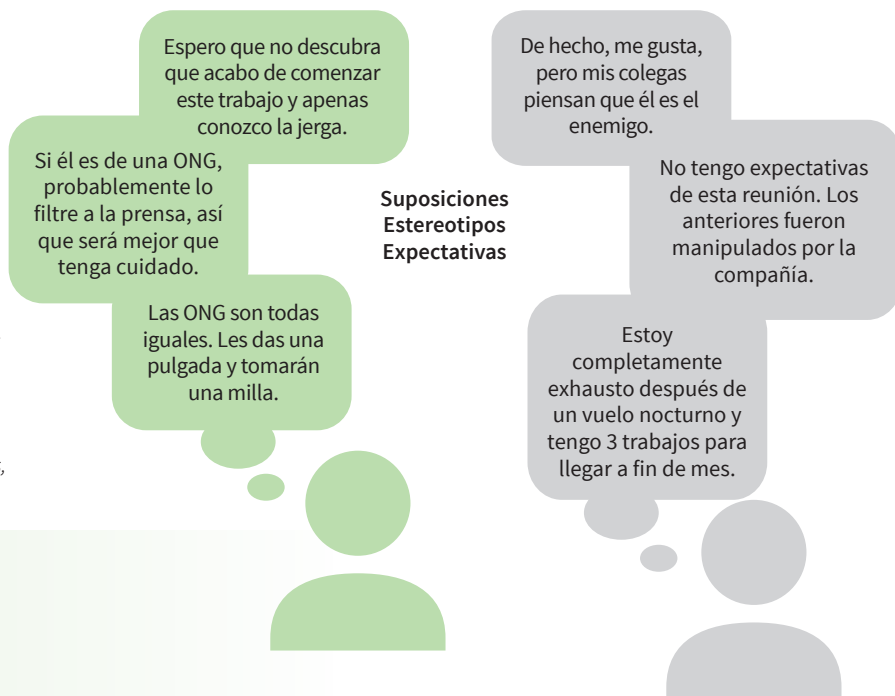 Espero que no descubra
que acabo de comenzar
este trabajo y apenas
conozco la jerga.
Si él es de una ONG,
probablemente lo
filtre a la prensa, así
que será mejor que
tenga cuidado.
Las ONG son todas
iguales. Les das una
pulgada y tomarán
una milla.
Suposiciones
Estereotipos
Expectativas
De hecho, me gusta,
pero mis colegas
piensan que él es el
enemigo.
No tengo expectativas
de esta reunión. Los
anteriores fueron
manipulados por la
compañía.
Estoy
completamente
exhausto después de
un vuelo nocturno y
tengo 3 trabajos para
llegar a fin de mes.